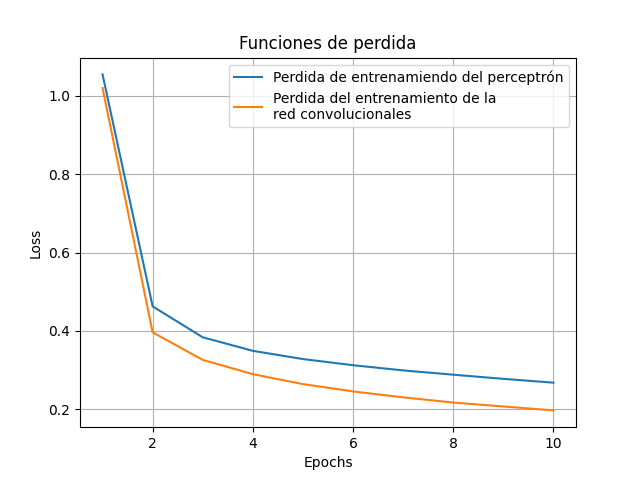 Funciones de perdida
Perdida de entrenamiendo del perceptrón
Perdida del entrenamiento de la
red convolucionales
Loss
1.0
0.8
0.6
0.4
0.2
2 4 6 8 10
Epochs